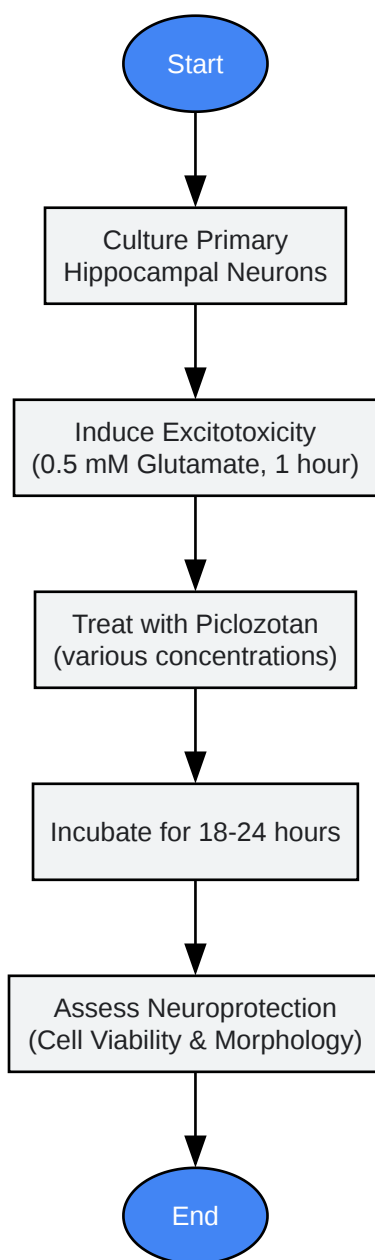 Start
Culture Primary
Hippocampal Neurons
Induce Excitotoxicity
(0.5 mM Glutamate, 1 hour)
Treat with Piclozotan
(various concentrations)
Incubate for 18-24 hours
Assess Neuroprotection
(Cell Viability & Morphology)
End